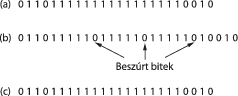 (a) 0 1 1 0 1 1 1 1 1 1 1 1 1 1 1 1 1 1 1 1 0 0 1 0
(b) 0 1 1 0 1 1 1 1 1 0 1 1 1 1 1 0 1 1 1 1 1 0 1 0 0 1 0
Beszúrt bitek
(c) 0 1 1 0 1 1 1 1 1 1 1 1 1 1 1 1 1 1 1 1 0 0 1 0